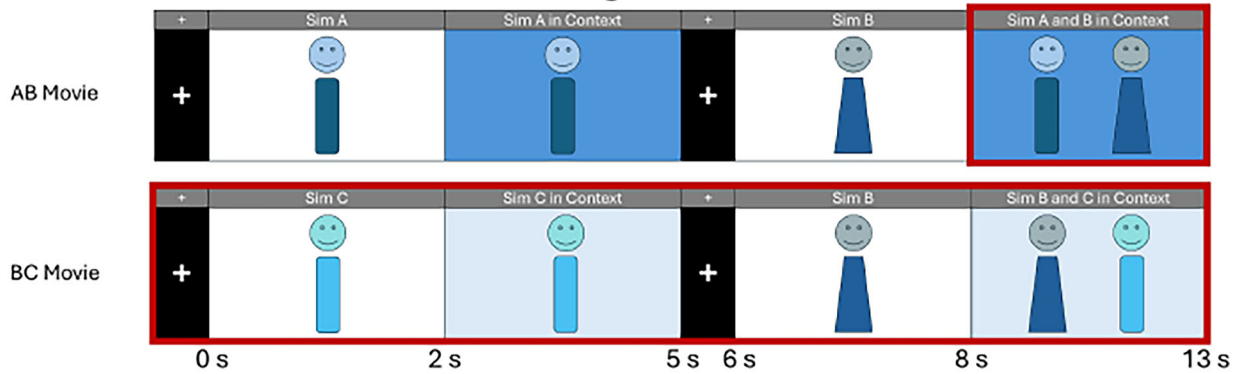 + Sim A Sim A in Context + Sim B Sim A and B in Context
AB Movie + +
+ Sim C Sim C in Context + Sim B Sim B and C in Context
BC Movie + +
0 s 2 s 5 s 6 s 8 s 13 s